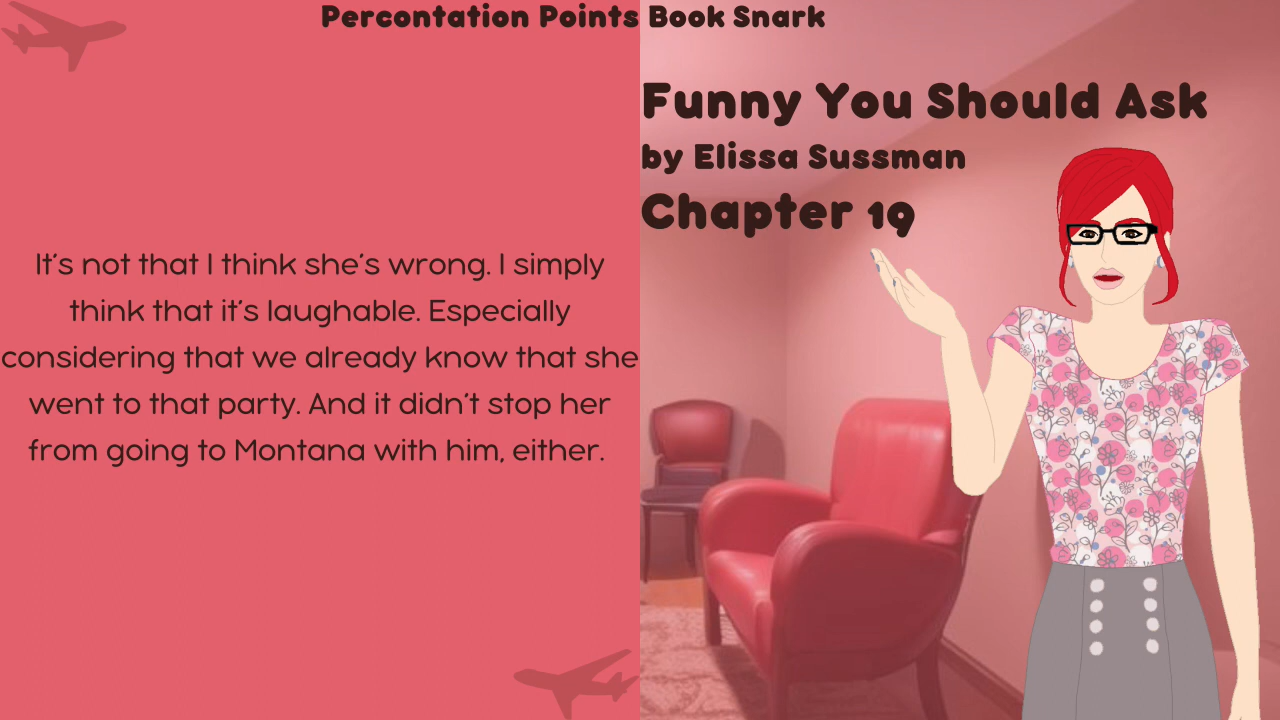 Percontation Points Book Snark
Funny You Should Ask
by Elissa Sussman
Chapter 19
It's not that I think she's wrong. I simply
think that it's laughable. Especially
considering that we already know that she
went to that party. And it didn't stop her
from going to Montana with him, either.